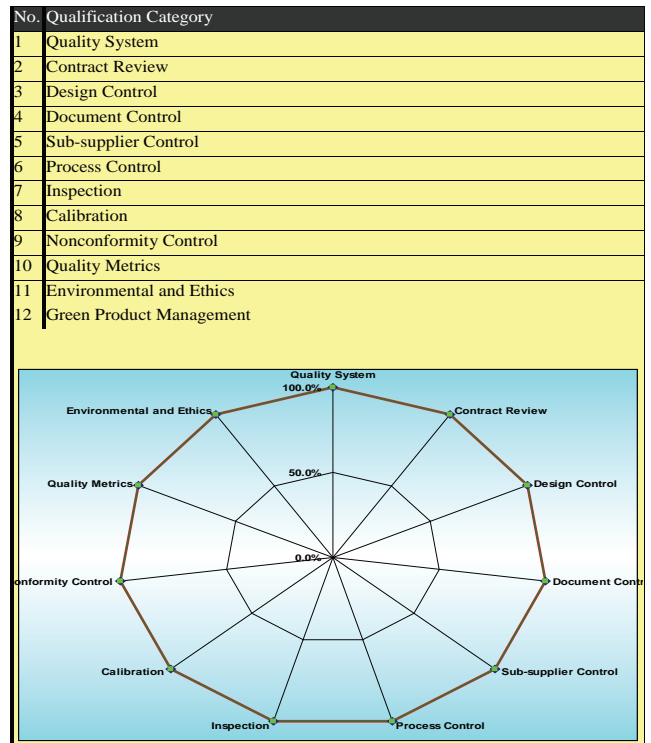 No. Qualification Category
1 Quality System
2 Contract Review
3 Design Control
4 Document Control
5 Sub-supplier Control
6 Process Control
7 Inspection
8 Calibration
9 Nonconformity Control
10 Quality Metrics
11 Environmental and Ethics
12 Green Product Management
Quality System
100.0%
Environmental and Ethics
Contract Review
50.0%
Quality Metrics
Design Control
0.0%
onformity Control
Document Contr
Calibration
Sub-supplier Control
Inspection
Process Control